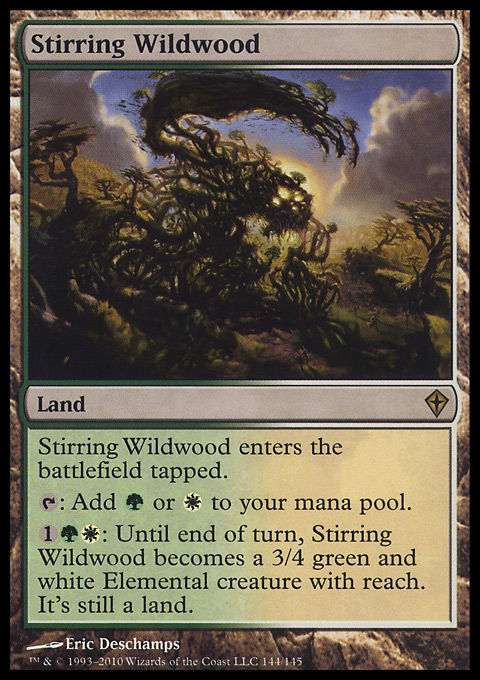 Stirring Wildwood
Land
Stirring Wildwood enters the
battlefield tapped.
: Add or to your mana pool.
1 : Until end of turn, Stirring
Wildwood becomes a 3/4 green and
white Elemental creature with reach.
It's still a land.
Eric Deschamps
™ & © 1993–2010 Wizards of the Coast LLC 144/145